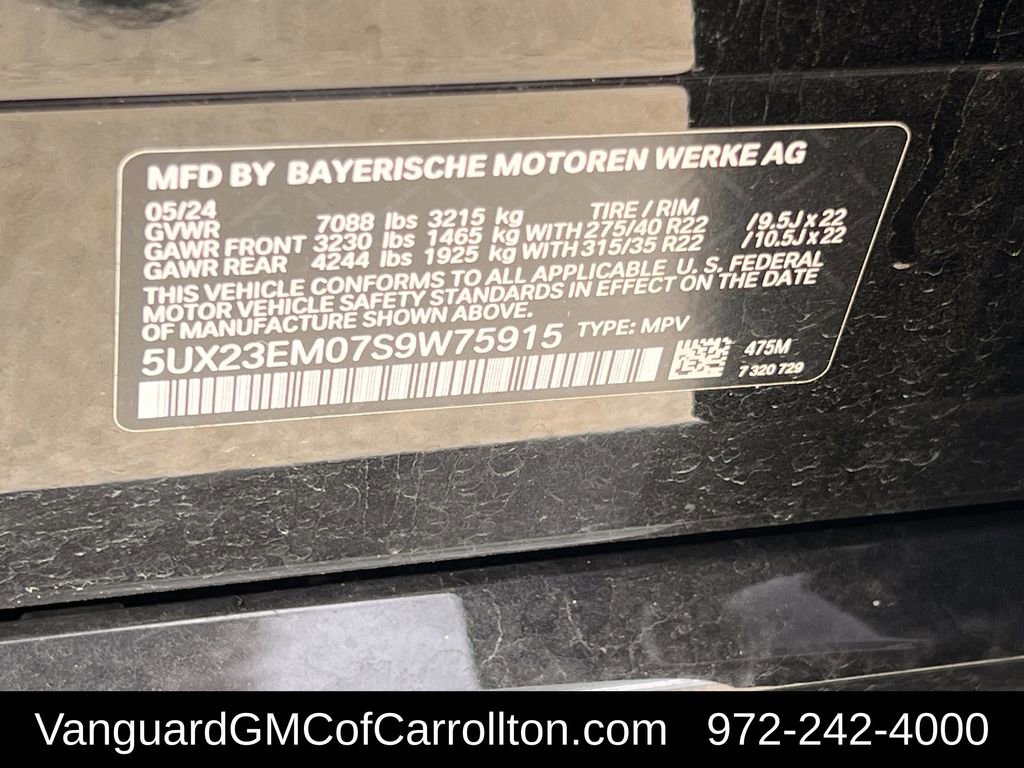 MFD BY BAYERISCHE MOTOREN WERKE AG
05/24 TIRE / RIM
GVWR 7088 lbs 3215 kg
GAWR FRONT 3230 lbs 1465 kg WITH 275/40 R22 /9.5J x 22
GAWR REAR 4244 lbs 1925 kg WITH 315/35 R22 /10.5J x 22
THIS VEHICLE CONFORMS TO ALL APPLICABLE U. S. FEDERAL
MOTOR VEHICLE SAFETY STANDARDS IN EFFECT ON THE DATE
OF MANUFACTURE SHOWN ABOVE.
5UX23EM07S9W75915 TYPE: MPV
475M
7 320 729
VanguardGMCofCarrollton.com 972-242-4000